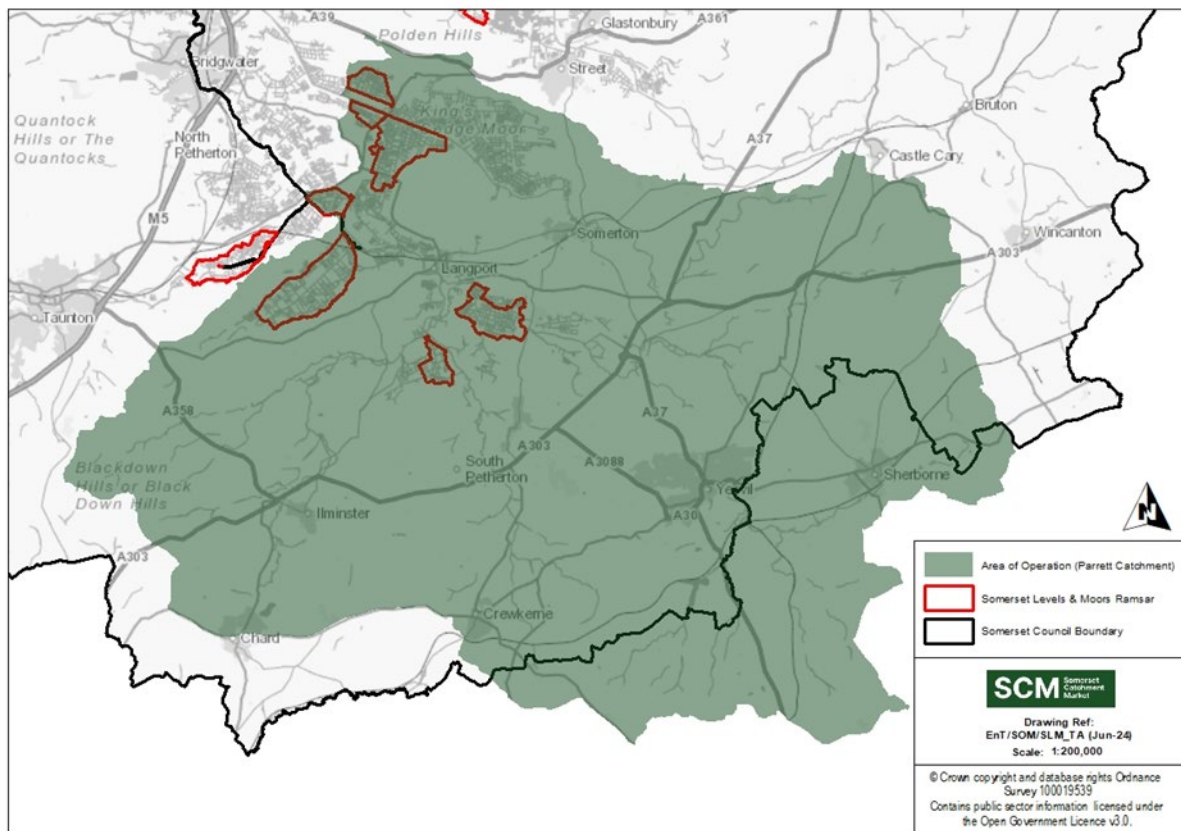 A39
A361
Glastonbury
Polden Hills
Bridgwater
Street
Bruton
King's
Sedge Moor
A37
Quantock
Hills or The
Quantocks
North
Petherton
Castle Cary
M5
Somerton
Wincanton
A303
Langport
Taunton
A358
A37
A303
A3088
South
Petherton
Yeovil
Sherborne
Blackdown
Hills or Black
Down Hills
Ilminster
A30
A303
Crewkerne
Chard
N
Area of Operation (Parrett Catchment)
Somerset Levels & Moors Ramsar
Somerset Council Boundary
SCM Somerset
Catchment
Market
Drawing Ref:
EnT/SOM/SLM_TA (Jun-24)
Scale: 1:200,000
© Crown copyright and database rights Ordnance
Survey 100019539
Contains public sector information licensed under
the Open Government Licence v3.0.